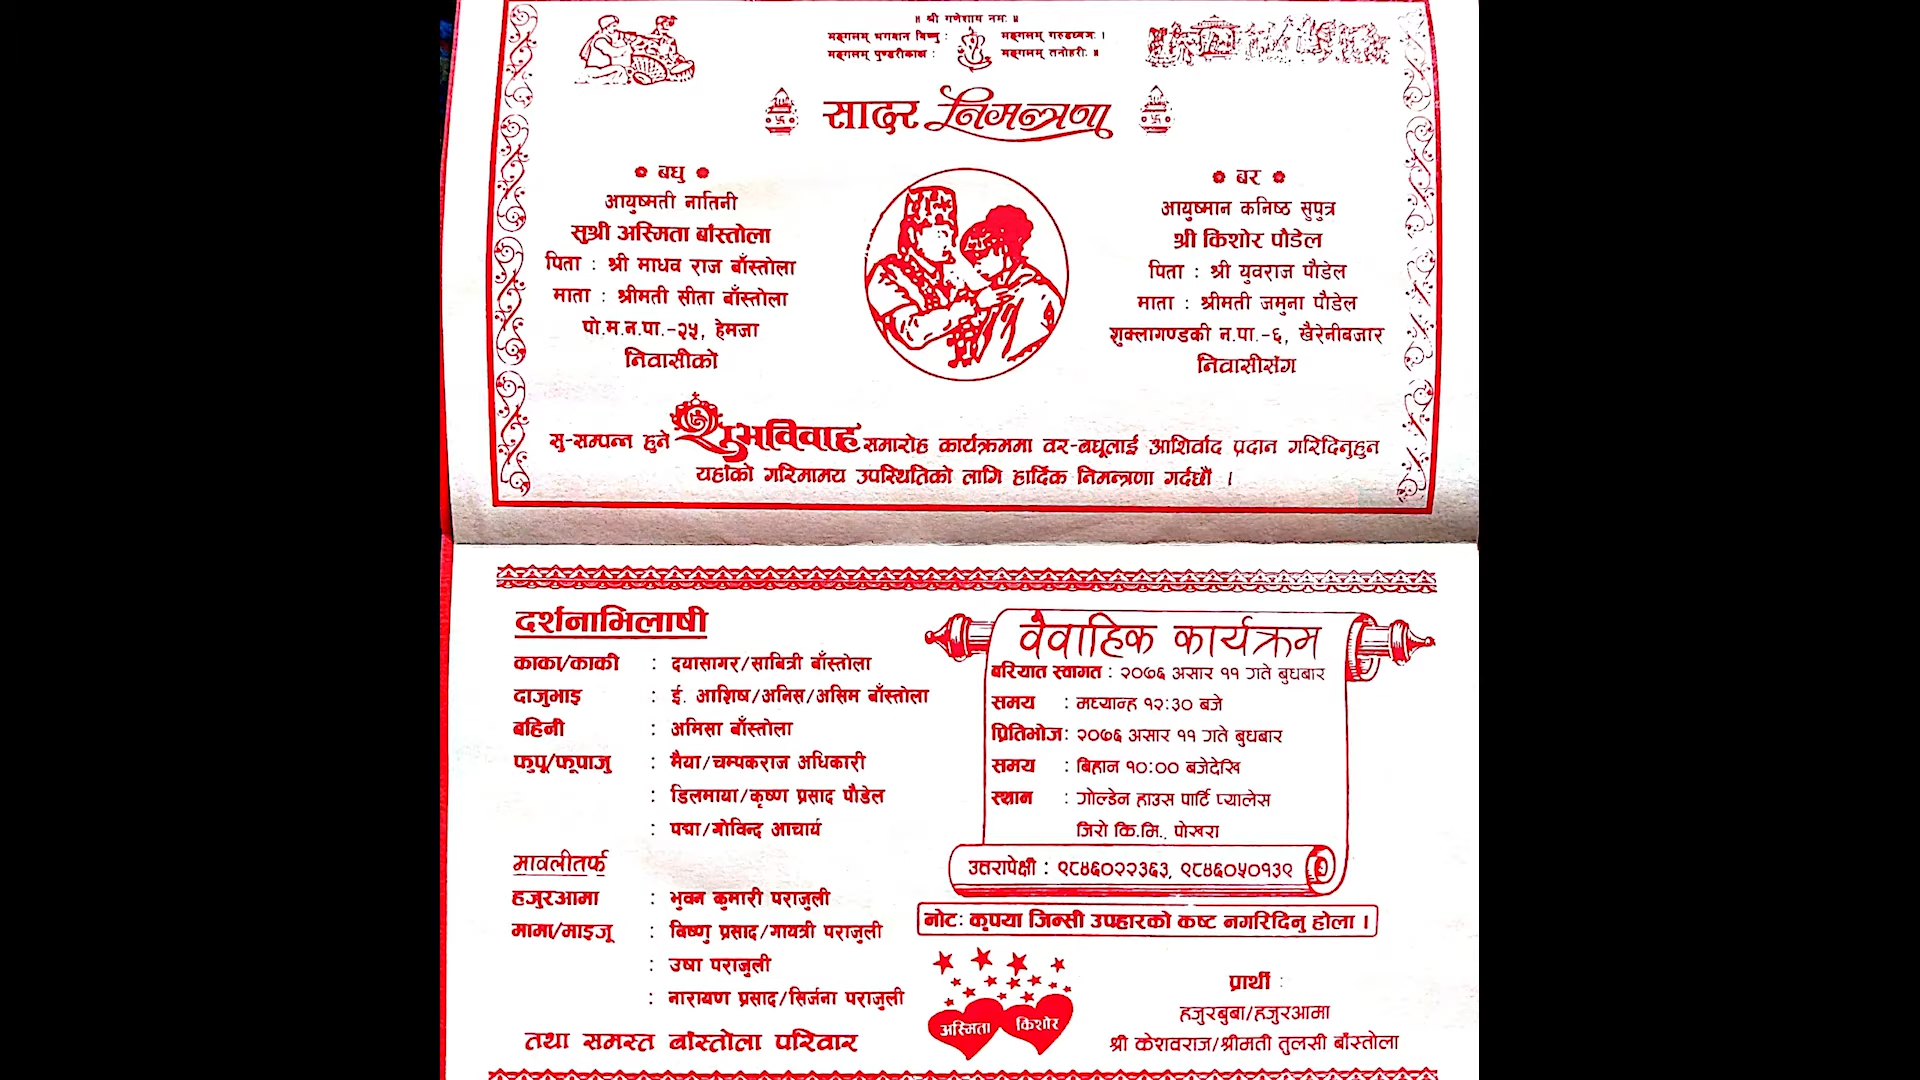 ॥ श्री गणेशाय नमः ॥
मङ्गलम् भगवान विष्णु : मङ्गलम् गरुडध्वजः ।
मङ्गलम् पुण्डरीकाक्ष : मङ्गलम् तनोहरीः ॥
सादर निमन्त्रणा
बधु
आयुष्मती नातिनी
सुश्री अस्मिता बाँस्तोला
पिता : श्री माधव राज बाँस्तोला
माता : श्रीमती सीता बाँस्तोला
पो.म.न.पा.-२५, हेमजा
निवासीको
बर
आयुष्मान कनिष्ठ सुपुत्र
श्री किशोर पौडेल
पिता : श्री युवराज पौडेल
माता : श्रीमती जमुना पौडेल
शुक्लागण्डकी न.पा.-६, खैरेनीबजार
निवासीसँग
सु-सम्पन्न हुने शुभविवाह समारोह कार्यक्रममा वर-बधूलाई आशिर्वाद प्रदान गरिदिनुहुन
यहाँको गरिमामय उपस्थितिको लागि हार्दिक निमन्त्रणा गर्दछौं ।
दर्शनाभिलाषी
काका/काकी : दयासागर/साबित्री बाँस्तोला
दाजुभाइ : ई. आशिष/अनिस/असिम बाँस्तोला
बहिनी : अमिसा बाँस्तोला
फुपू/फूपाजु : मैया/चम्पकराज अधिकारी
: डिलमाया/कृष्ण प्रसाद पौडेल
: पद्मा/गोविन्द आचार्य
मावलीतर्फ
हजुरआमा : भुवन कुमारी पराजुली
मामा/माइजू : विष्णु प्रसाद/गायत्री पराजुली
: उषा पराजुली
: नारायण प्रसाद/सिर्जना पराजुली
तथा समस्त बाँस्तोला परिवार
वैवाहिक कार्यक्रम
बरियात स्वागत : २०७६ असार ११ गते बुधबार
समय : मध्यान्ह १२:३० बजे
प्रितिभोज : २०७६ असार ११ गते बुधबार
समय : बिहान १०:०० बजेदेखि
स्थान : गोल्डेन हाउस पार्टि प्यालेस
जिरो कि.मि., पोखरा
उत्तरापेक्षी : ९८४६०२२३६३, ९८४६०५०१३९
नोट: कृपया जिन्सी उपहारको कष्ट नगरिदिनु होला ।
अस्मिता किशोर
प्रार्थी :
हजुरबुबा/हजुरआमा
श्री केशवराज/श्रीमती तुलसी बाँस्तोला